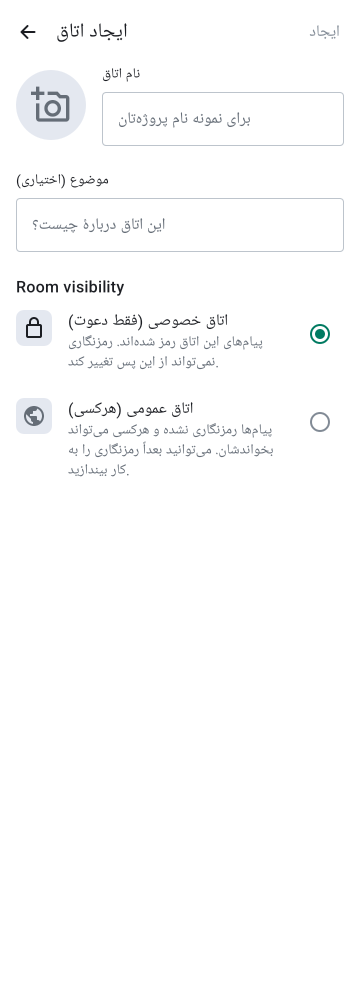 ایجاد اتاق
ایجاد
نام اتاق
برای نمونه نام پروژه‌تان
موضوع (اختیاری)
این اتاق دربارهٔ چیست؟
Room visibility
اتاق خصوصی (فقط دعوت)
پیام‌های این اتاق رمز شده‌اند. رمزنگاری
نمی‌تواند از این پس تغییر کند.
اتاق عمومی (هرکسی)
پیام‌ها رمزنگاری نشده و هرکسی می‌تواند
بخواندشان. می‌توانید بعداً رمزنگاری را به
کار بیندازید.